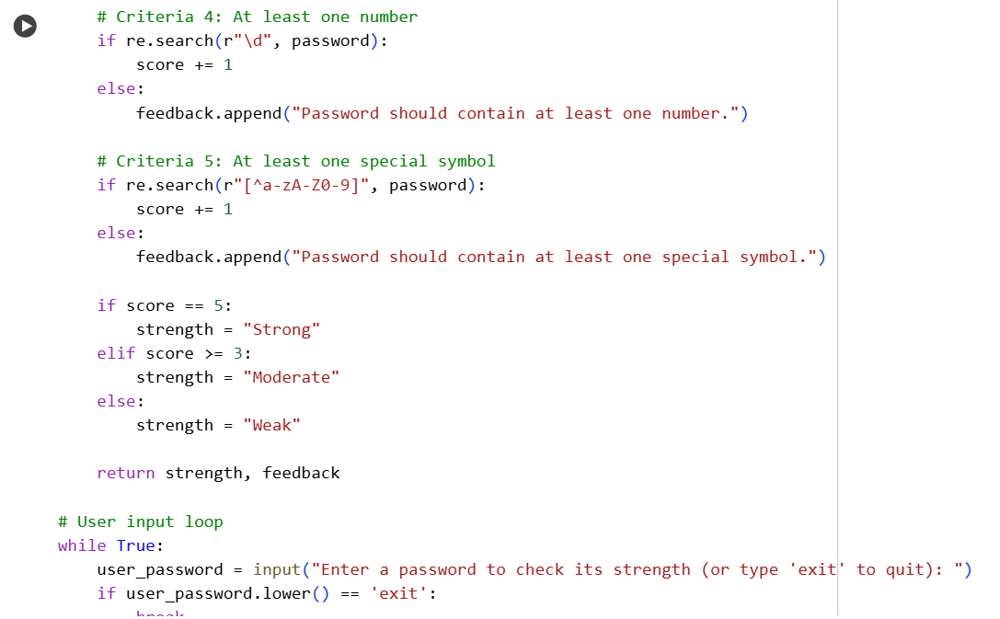 # Criteria 4: At least one number
if re.search(r"\d", password):
score += 1
else:
feedback.append("Password should contain at least one number.")
# Criteria 5: At least one special symbol
if re.search(r"[^a-zA-Z0-9]", password):
score += 1
else:
feedback.append("Password should contain at least one special symbol.")
if score == 5:
strength = "Strong"
elif score >= 3:
strength = "Moderate"
else:
strength = "Weak"
return strength, feedback
# User input loop
while True:
user_password = input("Enter a password to check its strength (or type 'exit' to quit): ")
if user_password.lower() == 'exit':
break